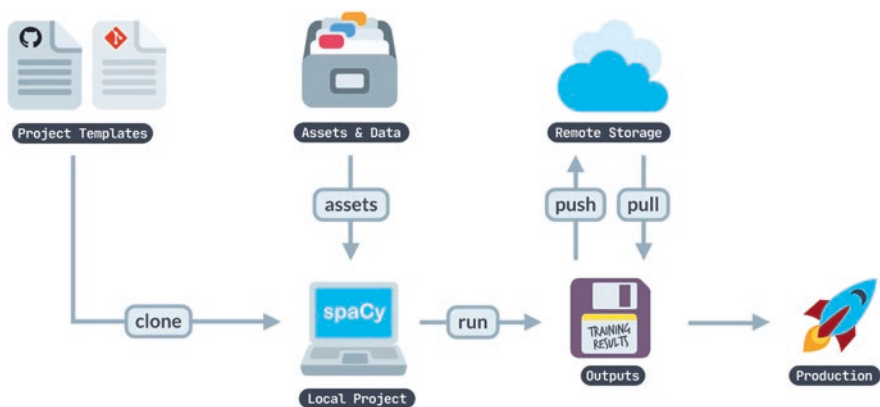 Project Templates
Assets & Data
Remote Storage
assets
push
pull
clone
spaCy
run
TRAINING
RESULTS
Local Project
Outputs
Production